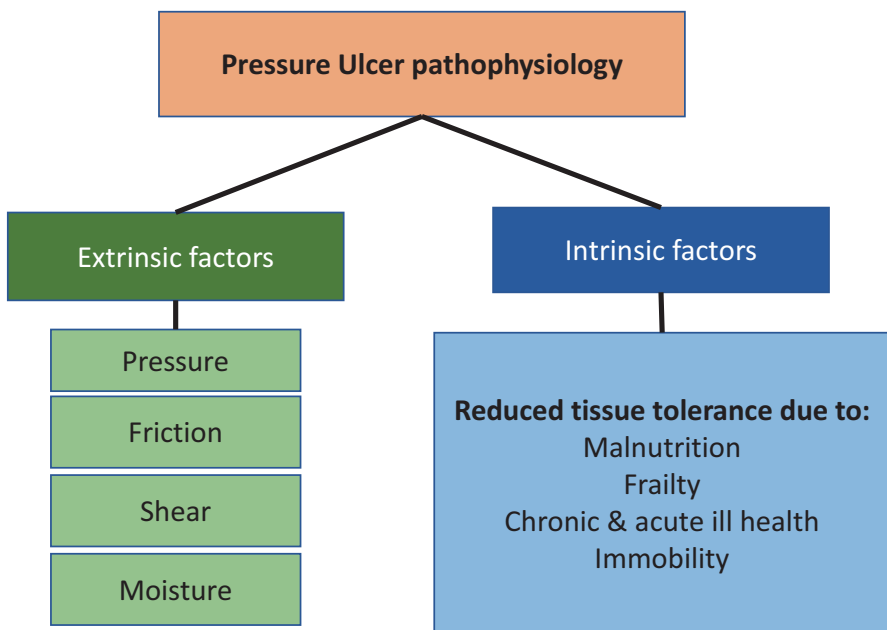 Pressure Ulcer pathophysiology
Extrinsic factors
Pressure
Friction
Shear
Moisture
Intrinsic factors
Reduced tissue tolerance due to:
Malnutrition
Frailty
Chronic & acute ill health
Immobility